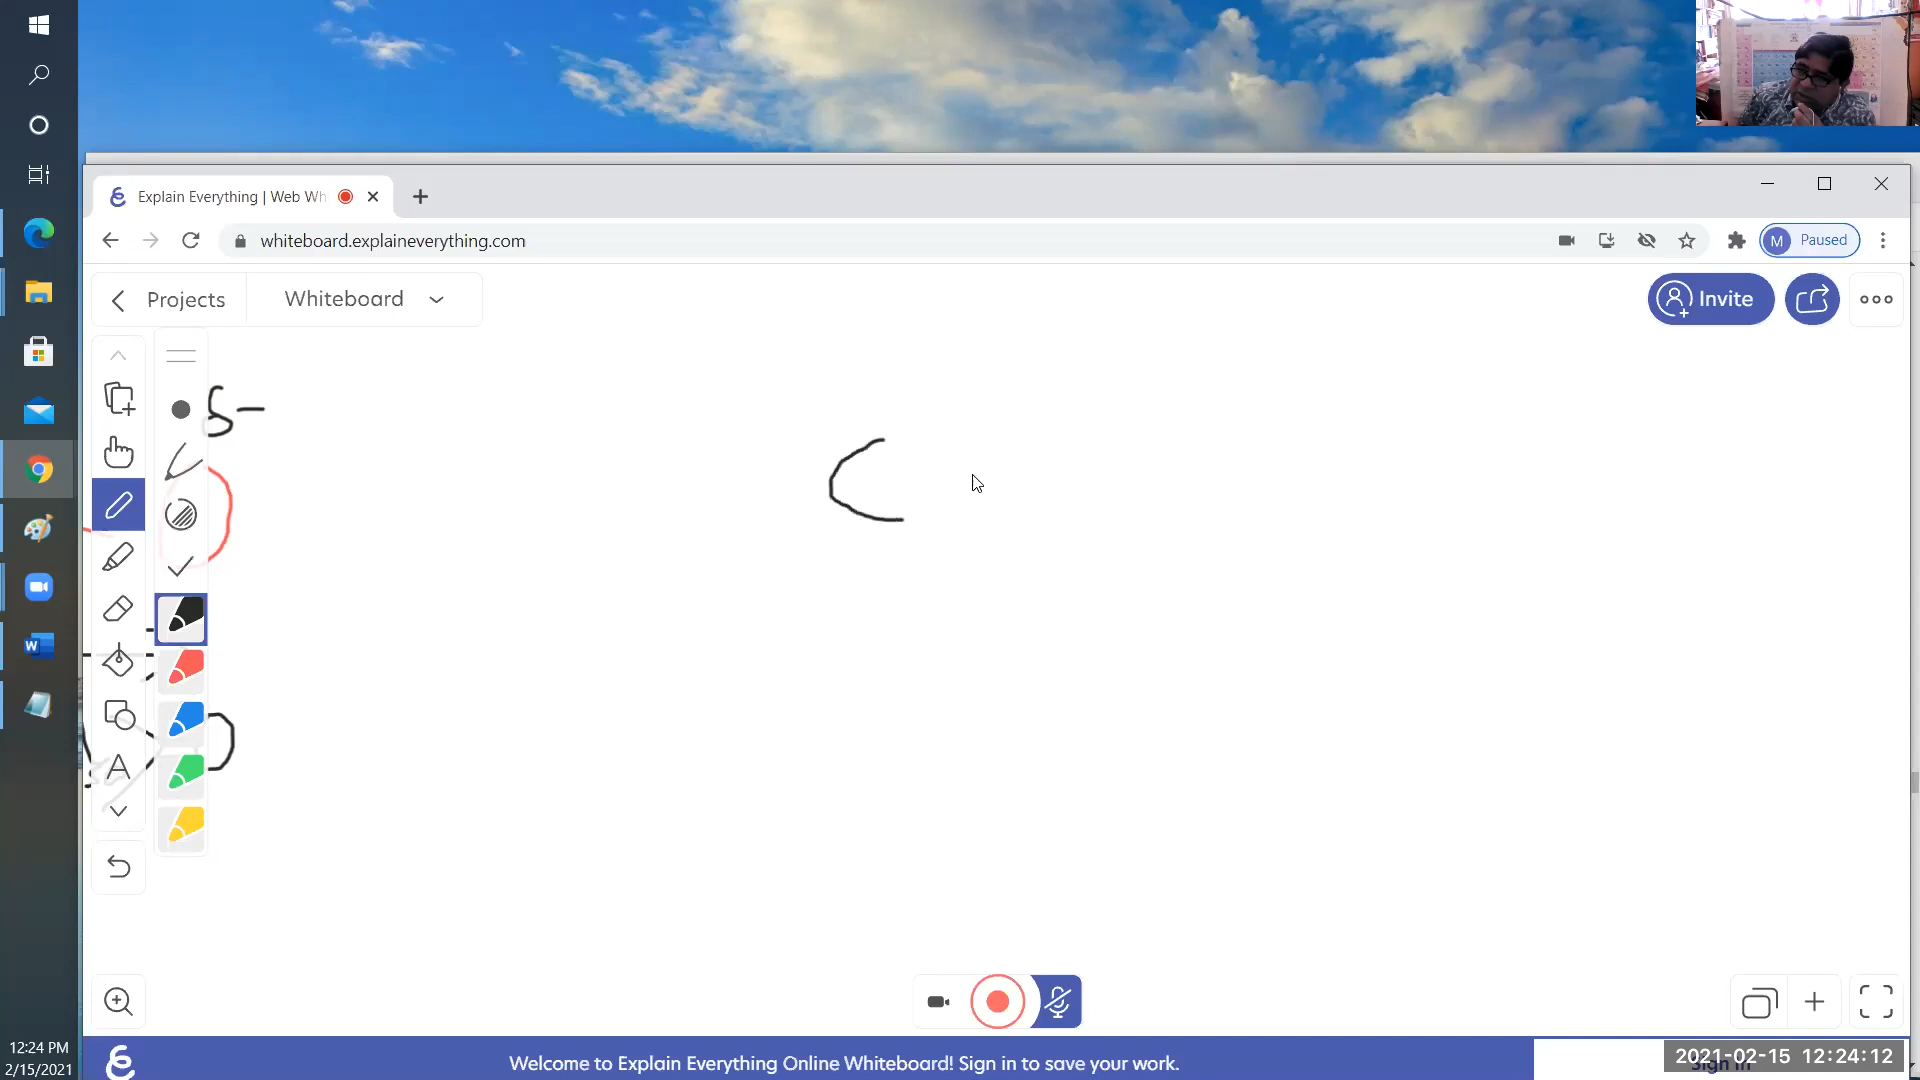 Explain Everything | Web Wh
whiteboard.explaineverything.com
M Paused
Projects
Whiteboard
Invite
δ-
C
A
W
Welcome to Explain Everything Online Whiteboard! Sign in to save your work.
12:24 PM
2/15/2021
2021-02-15 12:24:12